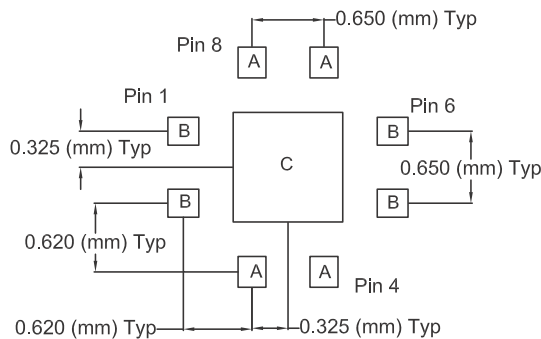 0.650 (mm) Typ
Pin 8
A
A
Pin 1
Pin 6
B
B
0.325 (mm) Typ
C
0.650 (mm) Typ
B
B
0.620 (mm) Typ
A
A
Pin 4
0.620 (mm) Typ
0.325 (mm) Typ